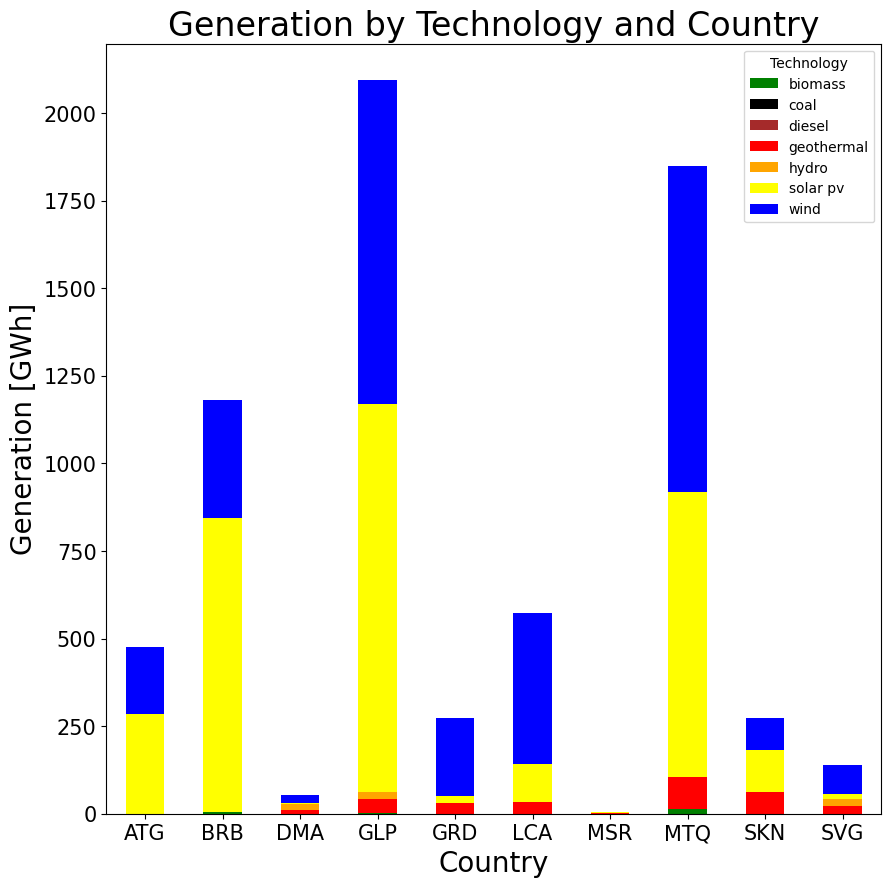 Generation by Technology and Country
Technology
biomass
coal
diesel
geothermal
hydro
solar pv
wind
Generation [GWh]
2000
1750
1500
1250
1000
750
500
250
0
ATG BRB DMA GLP GRD LCA MSR MTQ SKN SVG
Country